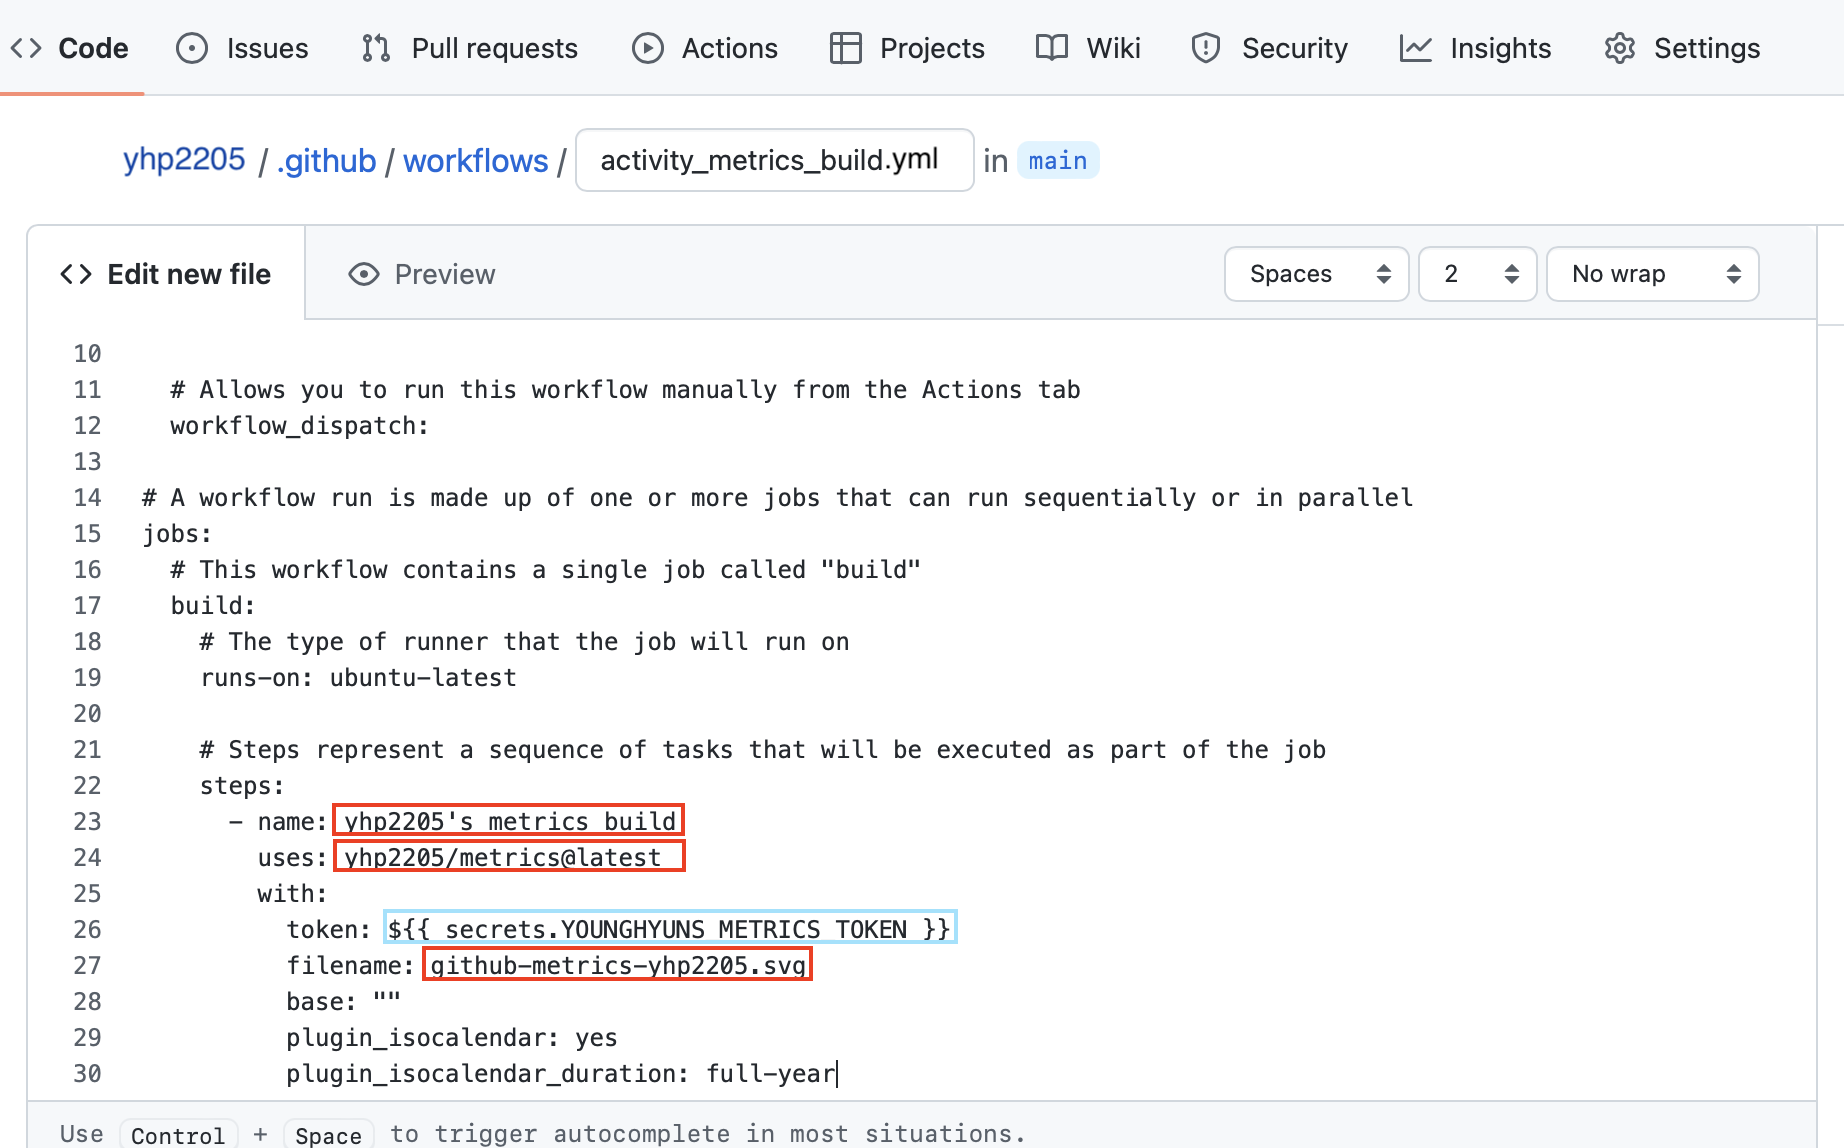 Code Issues Pull requests Actions Projects Wiki Security Insights Settings
yhp2205 / .github / workflows / activity_metrics_build.yml in main
Edit new file Preview Spaces 2 No wrap
10
11 # Allows you to run this workflow manually from the Actions tab
12 workflow_dispatch:
13
14 # A workflow run is made up of one or more jobs that can run sequentially or in parallel
15 jobs:
16 # This workflow contains a single job called "build"
17 build:
18 # The type of runner that the job will run on
19 runs-on: ubuntu-latest
20
21 # Steps represent a sequence of tasks that will be executed as part of the job
22 steps:
23 - name: yhp2205's metrics build
24 uses: yhp2205/metrics@latest
25 with:
26 token: ${{ secrets.YOUNGHYUNS_METRICS_TOKEN }}
27 filename: github-metrics-yhp2205.svg
28 base: ""
29 plugin_isocalendar: yes
30 plugin_isocalendar_duration: full-year
Use Control + Space to trigger autocomplete in most situations.